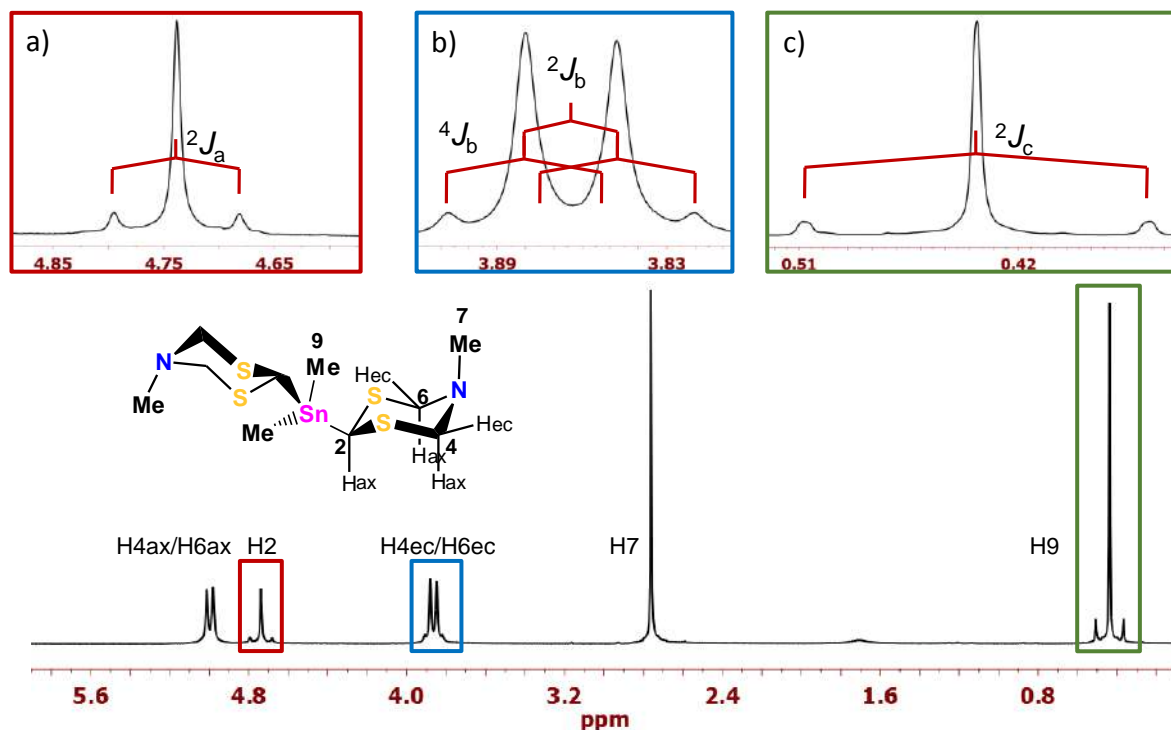 a)
²Jₐ
4.85 4.75 4.65
b)
²J_b
⁴J_b
3.89 3.83
c)
²J_c
0.51 0.42
7
9
Me
Me
Hec
N
S
S
6
N
Me
S
S
Hec
Sn
Me
2
4
Hax
Hax
Hax
H4ax/H6ax H2 H4ec/H6ec H7 H9
5.6 4.8 4.0 3.2 2.4 1.6 0.8
ppm